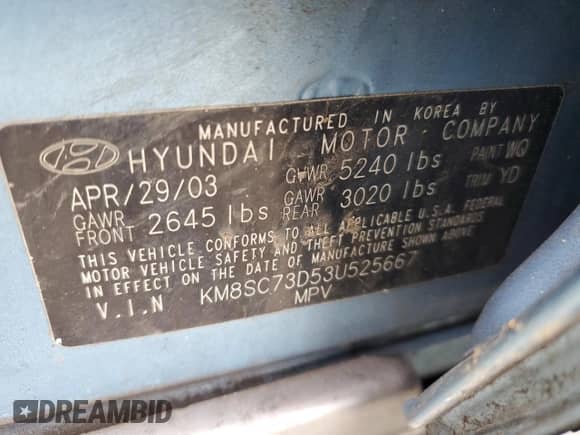 MANUFACTURED IN KOREA BY
HYUNDAI MOTOR COMPANY
APR/29/03 GVWR 5240 lbs PAINT WQ
GAWR FRONT 2645 lbs GAWR REAR 3020 lbs TRIM YD
THIS VEHICLE CONFORMS TO ALL APPLICABLE U.S.A. FEDERAL
MOTOR VEHICLE SAFETY AND THEFT PREVENTION STANDARDS
IN EFFECT ON THE DATE OF MANUFACTURE SHOWN ABOVE.
V.I.N KM8SC73D53U525667
MPV
DREAMBID